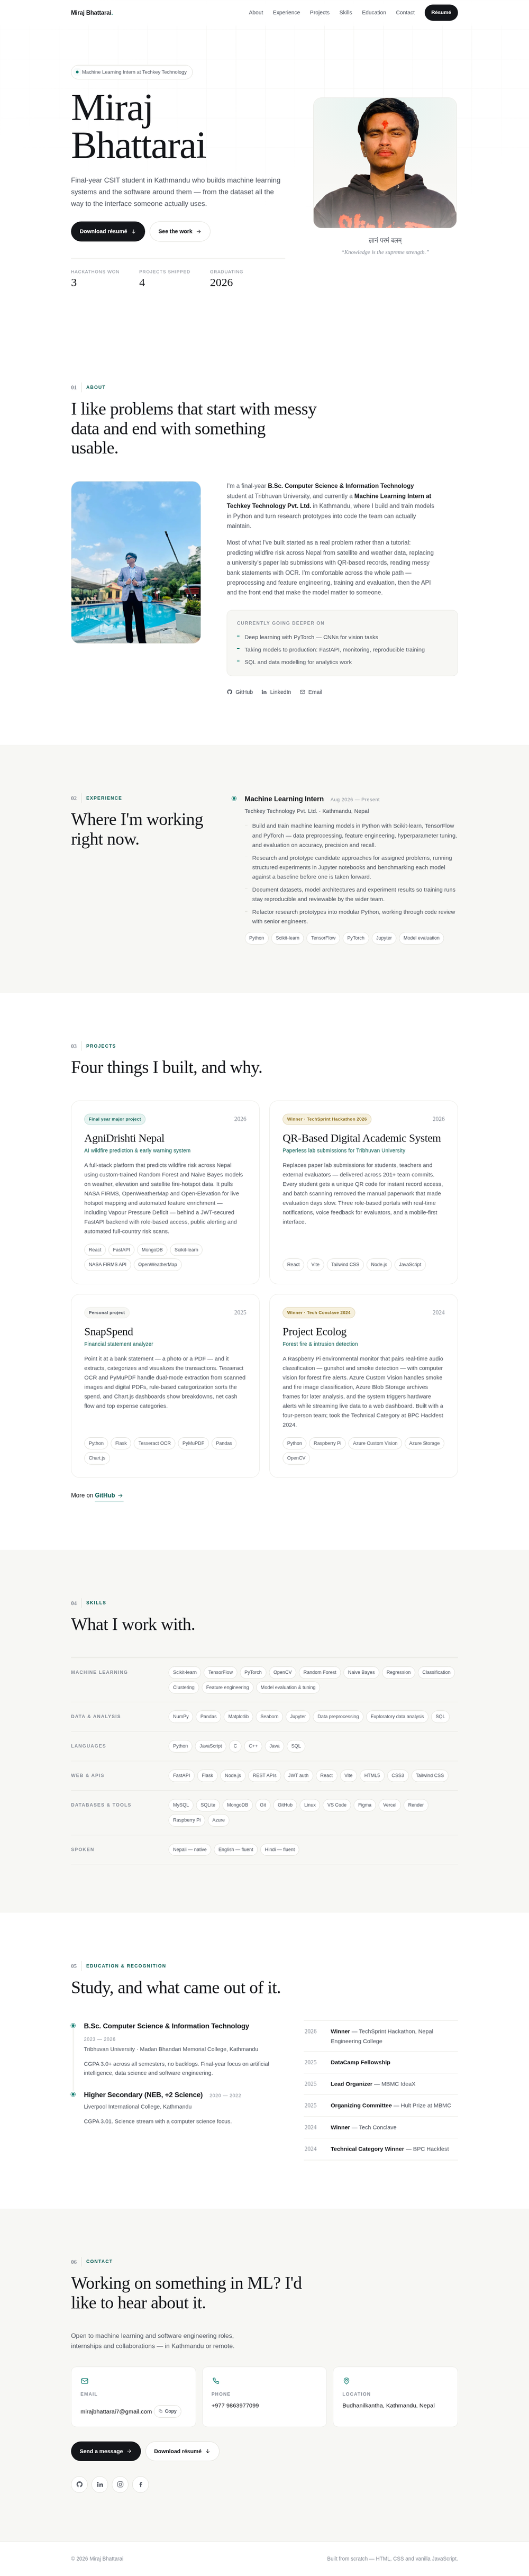 Miraj Bhattarai.
About Experience Projects Skills Education Contact Résumé
Machine Learning Intern at Techkey Technology
Miraj
Bhattarai
Final-year CSIT student in Kathmandu who builds machine learning
systems and the software around them — from the dataset all the
way to the interface someone actually uses.
Download résumé ↓ See the work →
HACKATHONS WON PROJECTS SHIPPED GRADUATING
3 4 2026
ज्ञानं परमं बलम्
“Knowledge is the supreme strength.”
01 ABOUT
I like problems that start with messy
data and end with something
usable.
I'm a final-year B.Sc. Computer Science & Information Technology
student at Tribhuvan University, and currently a Machine Learning Intern at
Techkey Technology Pvt. Ltd. in Kathmandu, where I build and train models
in Python and turn research prototypes into code the team can actually
maintain.
Most of what I've built started as a real problem rather than a tutorial:
predicting wildfire risk across Nepal from satellite and weather data, replacing
a university's paper lab submissions with QR-based records, reading messy
bank statements with OCR. I'm comfortable across the whole path —
preprocessing and feature engineering, training and evaluation, then the API
and the front end that make the model matter to someone.
CURRENTLY GOING DEEPER ON
Deep learning with PyTorch — CNNs for vision tasks
Taking models to production: FastAPI, monitoring, reproducible training
SQL and data modelling for analytics work
GitHub LinkedIn Email
02 EXPERIENCE
Where I'm working
right now.
Machine Learning Intern Aug 2026 — Present
Techkey Technology Pvt. Ltd. · Kathmandu, Nepal
Build and train machine learning models in Python with Scikit-learn, TensorFlow
and PyTorch — data preprocessing, feature engineering, hyperparameter tuning,
and evaluation on accuracy, precision and recall.
Research and prototype candidate approaches for assigned problems, running
structured experiments in Jupyter notebooks and benchmarking each model
against a baseline before one is taken forward.
Document datasets, model architectures and experiment results so training runs
stay reproducible and reviewable by the wider team.
Refactor research prototypes into modular Python, working through code review
with senior engineers.
Python Scikit-learn TensorFlow PyTorch Jupyter Model evaluation
03 PROJECTS
Four things I built, and why.
Final year major project 2026
AgniDrishti Nepal
AI wildfire prediction & early warning system
A full-stack platform that predicts wildfire risk across Nepal
using custom-trained Random Forest and Naive Bayes models
on weather, elevation and satellite fire-hotspot data. It pulls
NASA FIRMS, OpenWeatherMap and Open-Elevation for live
hotspot mapping and automated feature enrichment —
including Vapour Pressure Deficit — behind a JWT-secured
FastAPI backend with role-based access, public alerting and
automated full-country risk scans.
React FastAPI MongoDB Scikit-learn
NASA FIRMS API OpenWeatherMap
Winner · TechSprint Hackathon 2026 2026
QR-Based Digital Academic System
Paperless lab submissions for Tribhuvan University
Replaces paper lab submissions for students, teachers and
external evaluators — delivered across 201+ team commits.
Every student gets a unique QR code for instant record access,
and batch scanning removed the manual paperwork that made
evaluation days slow. Three role-based portals with real-time
notifications, voice feedback for evaluators, and a mobile-first
interface.
React Vite Tailwind CSS Node.js JavaScript
Personal project 2025
SnapSpend
Financial statement analyzer
Point it at a bank statement — a photo or a PDF — and it
extracts, categorizes and visualizes the transactions. Tesseract
OCR and PyMuPDF handle dual-mode extraction from scanned
images and digital PDFs, rule-based categorization sorts the
spend, and Chart.js dashboards show breakdowns, net cash
flow and top expense categories.
Python Flask Tesseract OCR PyMuPDF Pandas
Chart.js
Winner · Tech Conclave 2024 2024
Project Ecolog
Forest fire & intrusion detection
A Raspberry Pi environmental monitor that pairs real-time audio
classification — gunshot and smoke detection — with computer
vision for forest fire alerts. Azure Custom Vision handles smoke
and fire image classification, Azure Blob Storage archives
frames for later analysis, and the system triggers hardware
alerts while streaming live data to a web dashboard. Built with a
four-person team; took the Technical Category at BPC Hackfest
2024.
Python Raspberry Pi Azure Custom Vision Azure Storage
OpenCV
More on GitHub →
04 SKILLS
What I work with.
MACHINE LEARNING Scikit-learn TensorFlow PyTorch OpenCV Random Forest Naive Bayes Regression Classification
Clustering Feature engineering Model evaluation & tuning
DATA & ANALYSIS NumPy Pandas Matplotlib Seaborn Jupyter Data preprocessing Exploratory data analysis SQL
LANGUAGES Python JavaScript C C++ Java SQL
WEB & APIS FastAPI Flask Node.js REST APIs JWT auth React Vite HTML5 CSS3 Tailwind CSS
DATABASES & TOOLS MySQL SQLite MongoDB Git GitHub Linux VS Code Figma Vercel Render
Raspberry Pi Azure
SPOKEN Nepali — native English — fluent Hindi — fluent
05 EDUCATION & RECOGNITION
Study, and what came out of it.
B.Sc. Computer Science & Information Technology
2023 — 2026
Tribhuvan University · Madan Bhandari Memorial College, Kathmandu
CGPA 3.0+ across all semesters, no backlogs. Final-year focus on artificial
intelligence, data science and software engineering.
Higher Secondary (NEB, +2 Science) 2020 — 2022
Liverpool International College, Kathmandu
CGPA 3.01. Science stream with a computer science focus.
2026 Winner — TechSprint Hackathon, Nepal
Engineering College
2025 DataCamp Fellowship
2025 Lead Organizer — MBMC IdeaX
2025 Organizing Committee — Hult Prize at MBMC
2024 Winner — Tech Conclave
2024 Technical Category Winner — BPC Hackfest
06 CONTACT
Working on something in ML? I'd
like to hear about it.
Open to machine learning and software engineering roles,
internships and collaborations — in Kathmandu or remote.
EMAIL
mirajbhattarai7@gmail.com Copy
PHONE
+977 9863977099
LOCATION
Budhanilkantha, Kathmandu, Nepal
Send a message → Download résumé ↓
© 2026 Miraj Bhattarai
Built from scratch — HTML, CSS and vanilla JavaScript.